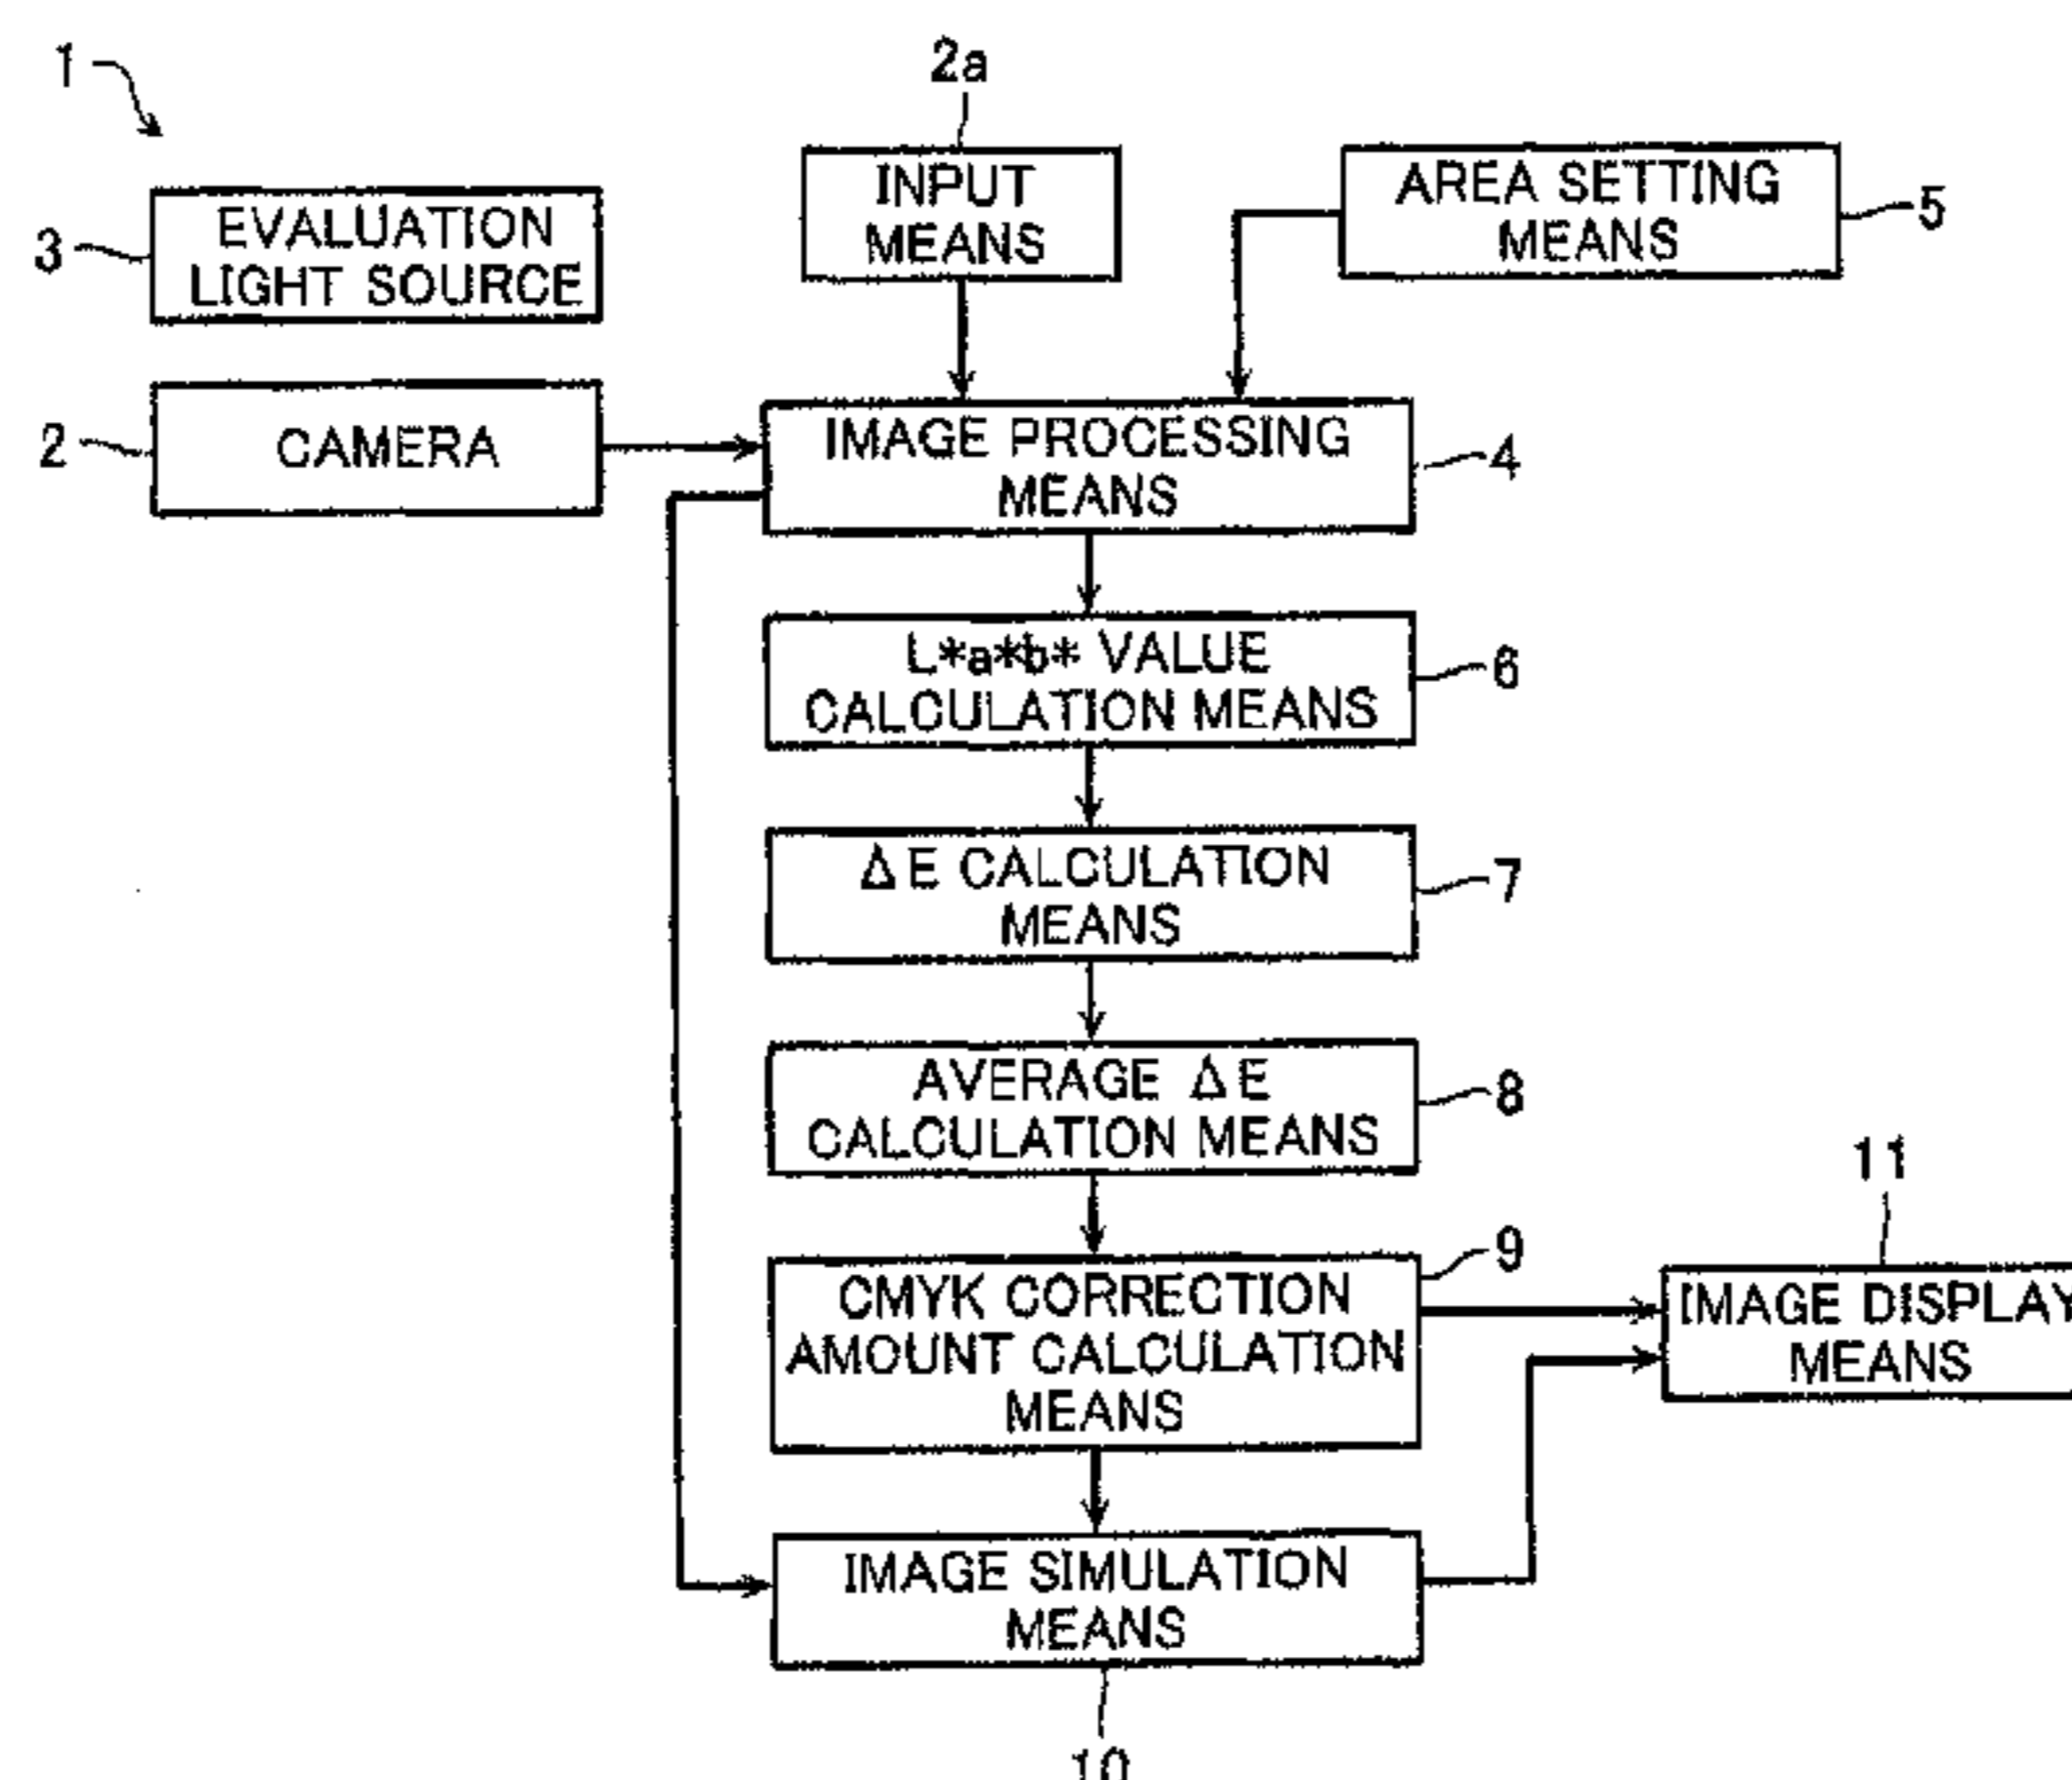 1
2a
INPUT
MEANS
AREA SETTING
MEANS
5
3
EVALUATION
LIGHT SOURCE
2
CAMERA
IMAGE PROCESSING
MEANS
4
L*a*b* VALUE
CALCULATION MEANS
6
ΔE CALCULATION
MEANS
7
AVERAGE ΔE
CALCULATION MEANS
8
CMYK CORRECTION
AMOUNT CALCULATION
MEANS
9
11
IMAGE DISPLAY
MEANS
IMAGE SIMULATION
MEANS
10